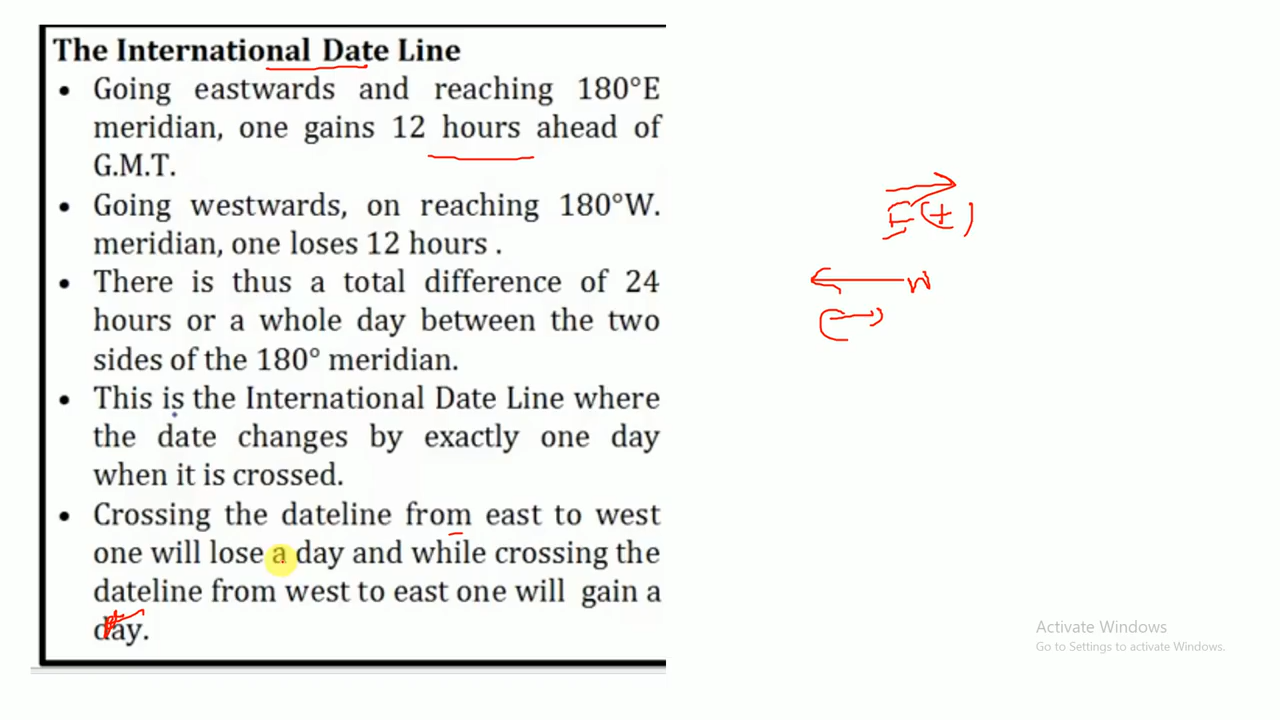 The International Date Line
• Going eastwards and reaching 180°E
meridian, one gains 12 hours ahead of
G.M.T.
• Going westwards, on reaching 180°W.
meridian, one loses 12 hours .
• There is thus a total difference of 24
hours or a whole day between the two
sides of the 180° meridian.
• This is the International Date Line where
the date changes by exactly one day
when it is crossed.
• Crossing the dateline from east to west
one will lose a day and while crossing the
dateline from west to east one will gain a
day.
E (+)
W
(-)
Activate Windows
Go to Settings to activate Windows.